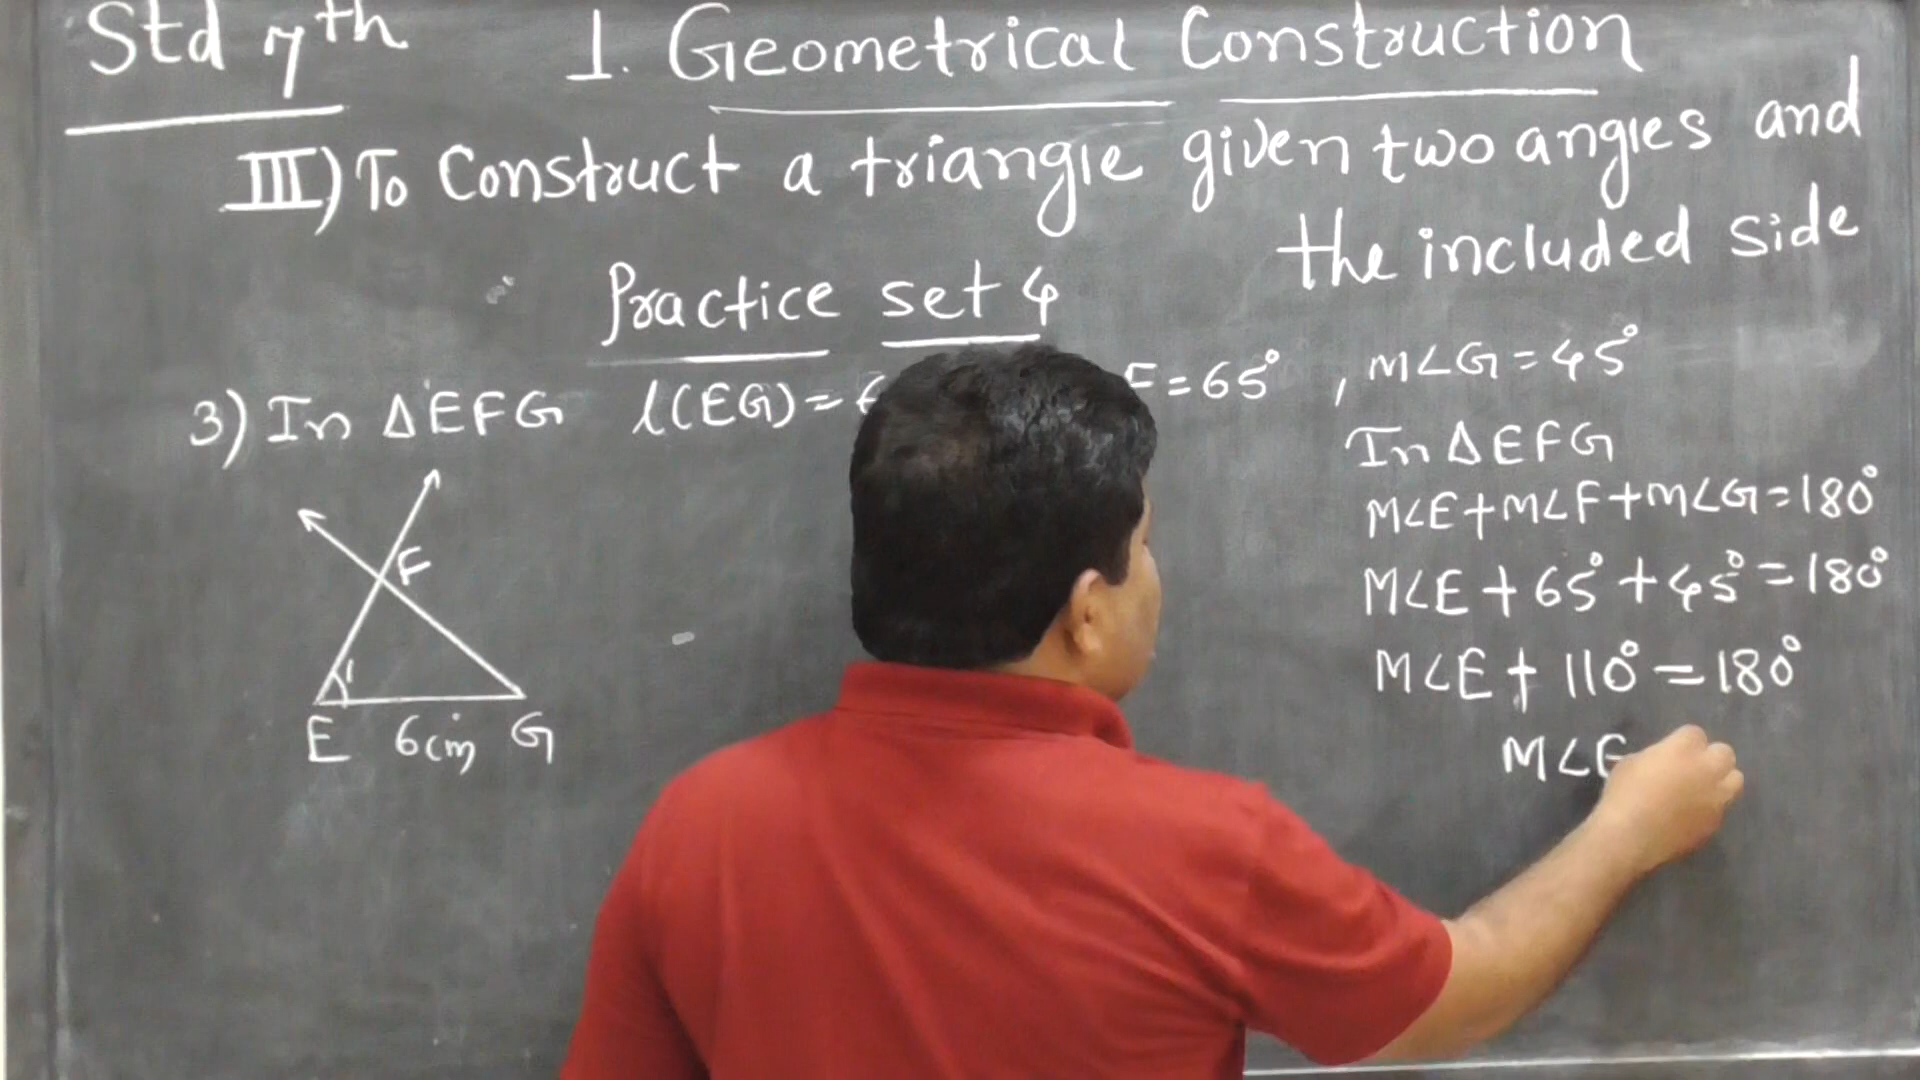 Std 7th 1. Geometrical Construction
III) To Construct a triangle given two angles and
the included side
Practice set 4
3) In ΔEFG l(EG)=6 F=65° , m∠G=45°
In ΔEFG
m∠E+m∠F+m∠G=180°
m∠E+65°+45°=180°
m∠E+110°=180°
m∠E
F
E 6cm G